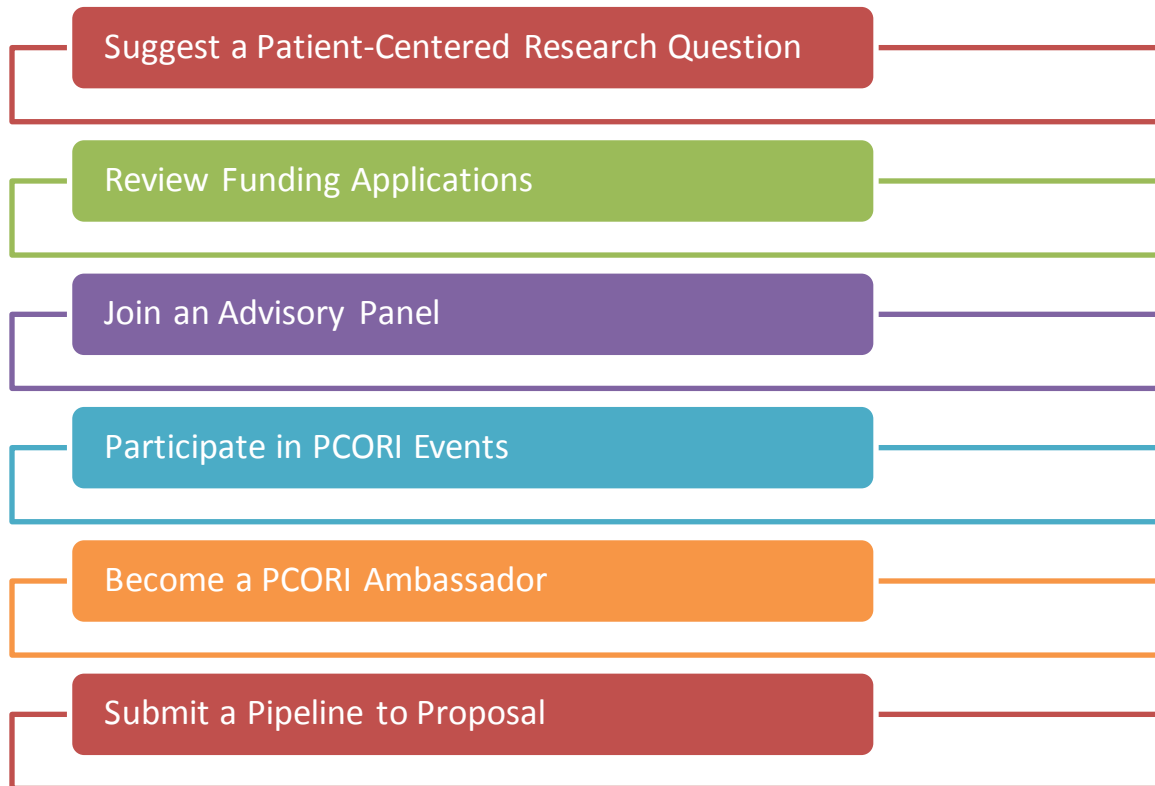 Suggest a Patient-Centered Research Question
Review Funding Applications
Join an Advisory Panel
Participate in PCORI Events
Become a PCORI Ambassador
Submit a Pipeline to Proposal